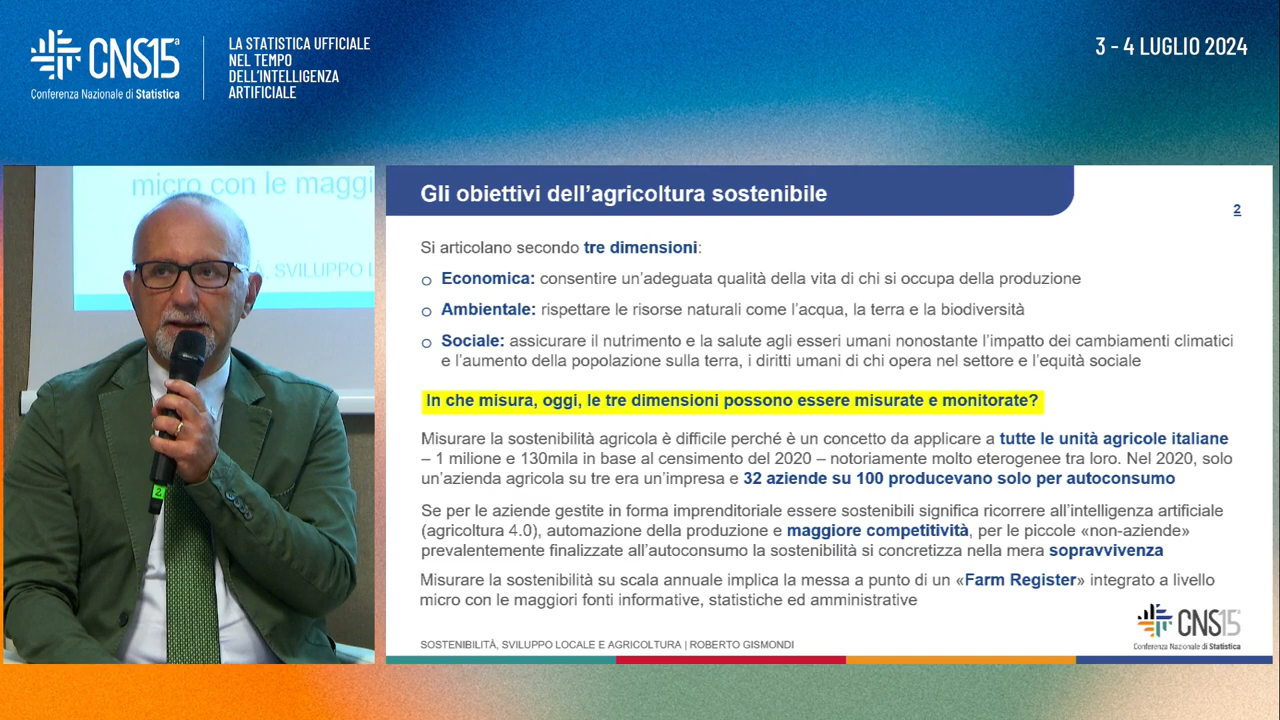 CNS15ª
Conferenza Nazionale di Statistica
LA STATISTICA UFFICIALE
NEL TEMPO
DELL'INTELLIGENZA
ARTIFICIALE
3 - 4 LUGLIO 2024
micro con le maggi
À, SVILUPPO L
2
Gli obiettivi dell'agricoltura sostenibile
2
Si articolano secondo tre dimensioni:
Economica: consentire un'adeguata qualità della vita di chi si occupa della produzione
Ambientale: rispettare le risorse naturali come l'acqua, la terra e la biodiversità
Sociale: assicurare il nutrimento e la salute agli esseri umani nonostante l'impatto dei cambiamenti climatici
e l'aumento della popolazione sulla terra, i diritti umani di chi opera nel settore e l'equità sociale
In che misura, oggi, le tre dimensioni possono essere misurate e monitorate?
Misurare la sostenibilità agricola è difficile perché è un concetto da applicare a tutte le unità agricole italiane
– 1 milione e 130mila in base al censimento del 2020 – notoriamente molto eterogenee tra loro. Nel 2020, solo
un'azienda agricola su tre era un'impresa e 32 aziende su 100 producevano solo per autoconsumo
Se per le aziende gestite in forma imprenditoriale essere sostenibili significa ricorrere all'intelligenza artificiale
(agricoltura 4.0), automazione della produzione e maggiore competitività, per le piccole «non-aziende»
prevalentemente finalizzate all'autoconsumo la sostenibilità si concretizza nella mera sopravvivenza
Misurare la sostenibilità su scala annuale implica la messa a punto di un «Farm Register» integrato a livello
micro con le maggiori fonti informative, statistiche ed amministrative
SOSTENIBILITÀ, SVILUPPO LOCALE E AGRICOLTURA | ROBERTO GISMONDI
CNS15ª
Conferenza Nazionale di Statistica